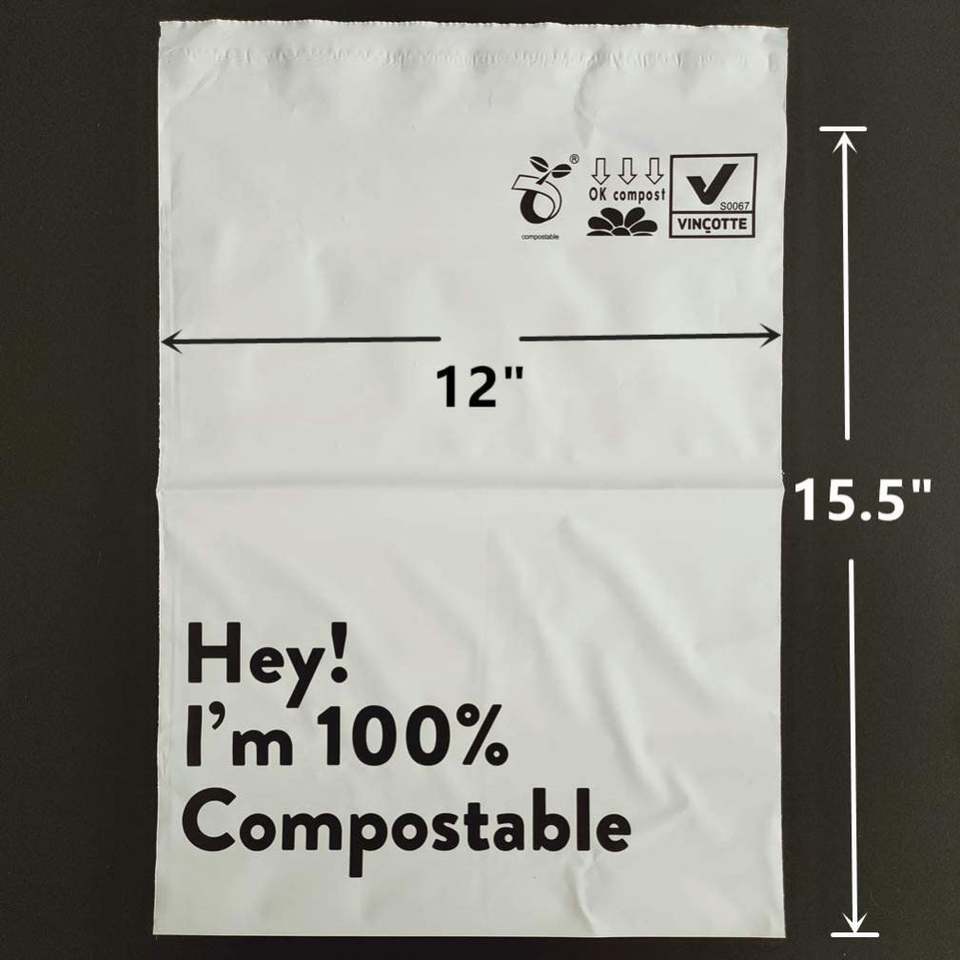 ®
compostable
OK compost
S0067
VINÇOTTE
12"
15.5"
Hey!
I'm 100%
Compostable